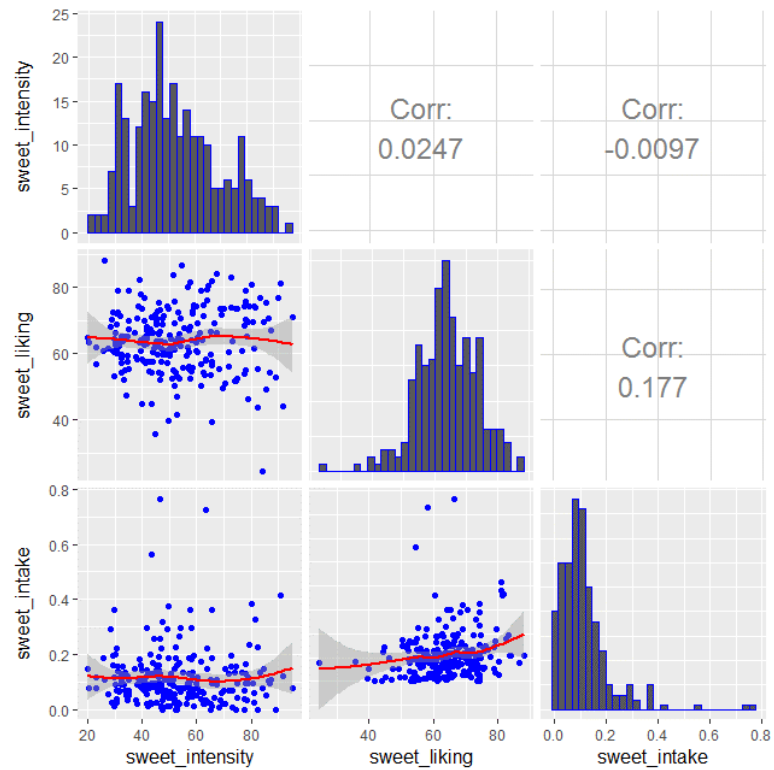 25
20
15
10
5
0
sweet_intensity
Corr:
0.0247
Corr:
-0.0097
80
60
40
sweet_liking
Corr:
0.177
0.8
0.6
0.4
0.2
0.0
sweet_intake
20 40 60 80
40 60 80
0.0 0.2 0.4 0.6 0.8
sweet_intensity
sweet_liking
sweet_intake